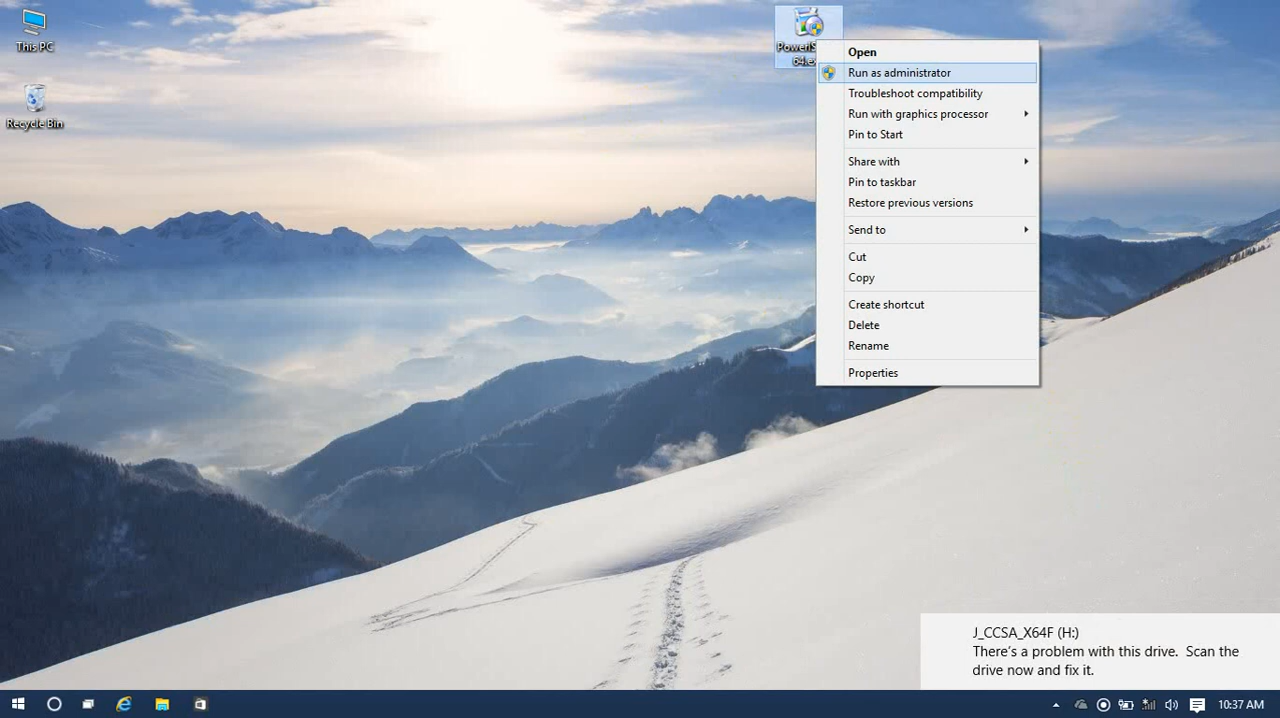 This PC
Recycle Bin
64.ex
Open
Run as administrator
Troubleshoot compatibility
Run with graphics processor
Pin to Start
Share with
Pin to taskbar
Restore previous versions
Send to
Cut
Copy
Create shortcut
Delete
Rename
Properties
J_CCSA_X64F (H:)
There's a problem with this drive. Scan the
drive now and fix it.
10:37 AM